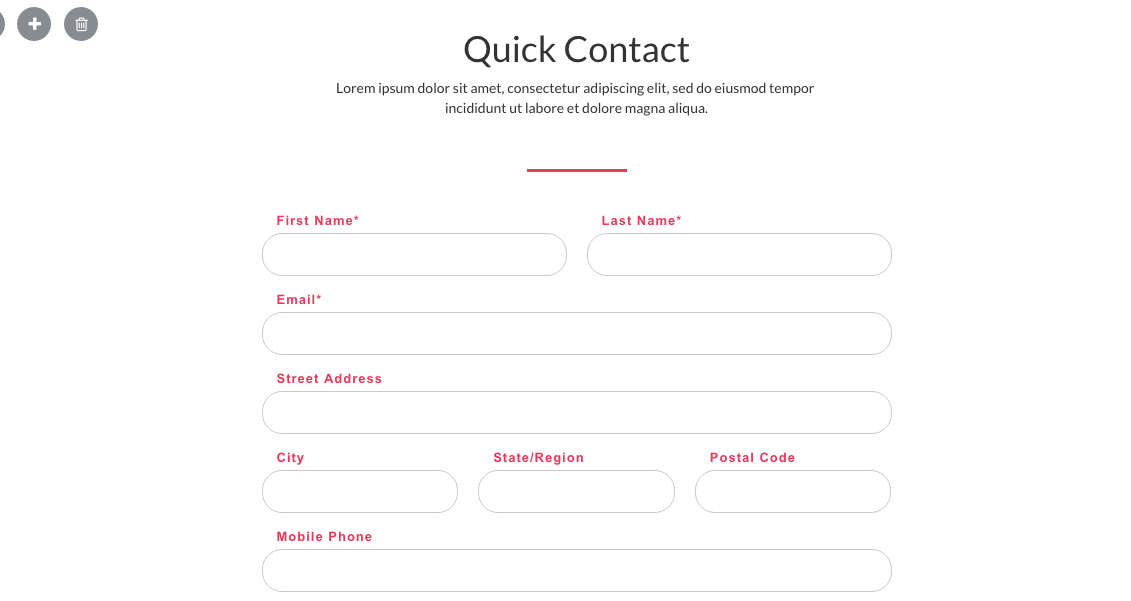 Quick Contact
Lorem ipsum dolor sit amet, consectetur adipiscing elit, sed do eiusmod tempor
incididunt ut labore et dolore magna aliqua.
First Name* Last Name*
Email*
Street Address
City State/Region Postal Code
Mobile Phone